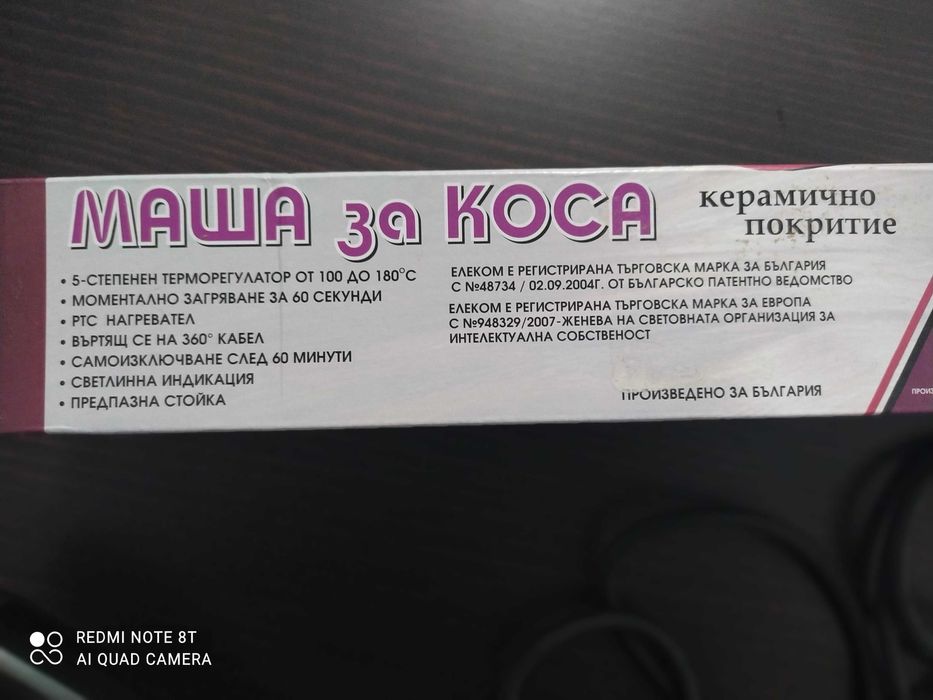 МАША за КОСА
керамично
покритие
• 5-СТЕПЕНЕН ТЕРМОРЕГУЛАТОР ОТ 100 ДО 180°C
• МОМЕНТАЛНО ЗАГРЯВАНЕ ЗА 60 СЕКУНДИ
• РТС НАГРЕВАТЕЛ
• ВЪРТЯЩ СЕ НА 360° КАБЕЛ
• САМОИЗКЛЮЧВАНЕ СЛЕД 60 МИНУТИ
• СВЕТЛИННА ИНДИКАЦИЯ
• ПРЕДПАЗНА СТОЙКА
ЕЛЕКОМ Е РЕГИСТРИРАНА ТЪРГОВСКА МАРКА ЗА БЪЛГАРИЯ
С №48734 / 02.09.2004Г. ОТ БЪЛГАРСКО ПАТЕНТНО ВЕДОМСТВО
ЕЛЕКОМ Е РЕГИСТРИРАНА ТЪРГОВСКА МАРКА ЗА ЕВРОПА
С №948329/2007-ЖЕНЕВА НА СВЕТОВНАТА ОРГАНИЗАЦИЯ ЗА
ИНТЕЛЕКТУАЛНА СОБСТВЕНОСТ
ПРОИЗВЕДЕНО ЗА БЪЛГАРИЯ
REDMI NOTE 8T
AI QUAD CAMERA